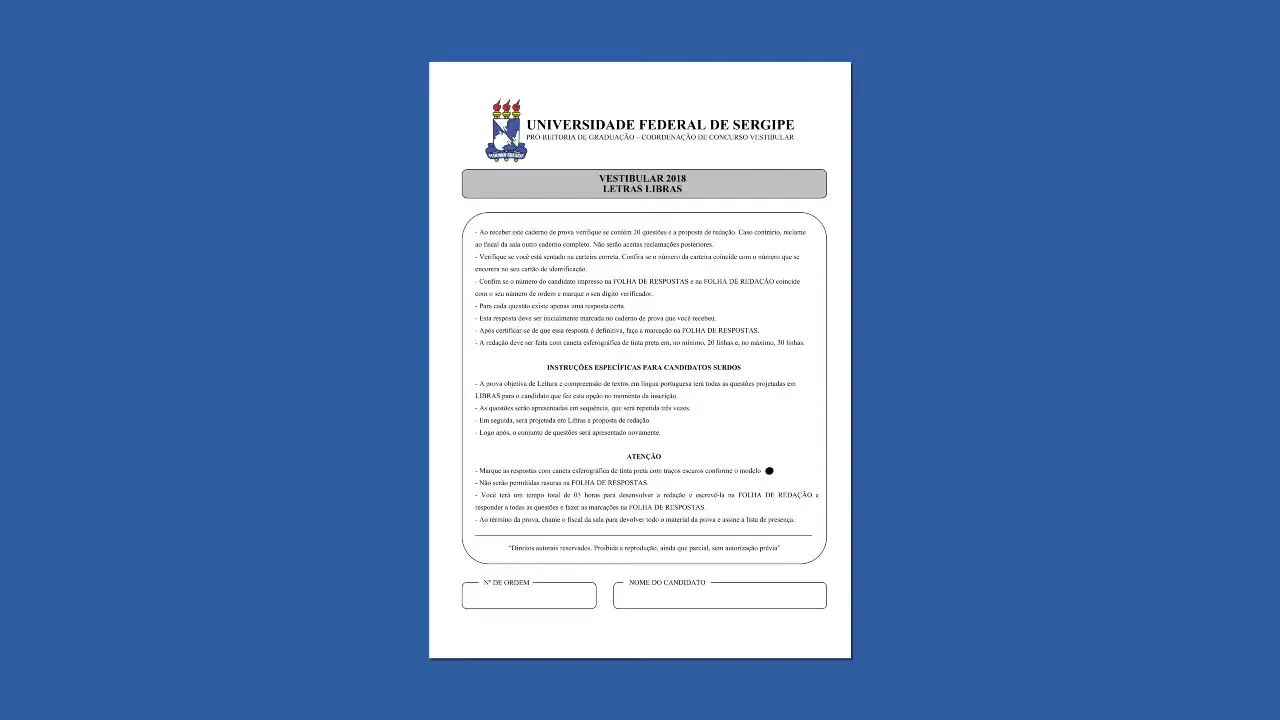 UNIVERSIDADE FEDERAL DE SERGIPE
PRÓ-REITORIA DE GRADUAÇÃO – COORDENAÇÃO DE CONCURSO VESTIBULAR
VESTIBULAR 2018
LETRAS LIBRAS
- Ao receber este caderno de prova verifique se contém 20 questões e a proposta de redação. Caso contrário, reclame
ao fiscal da sala outro caderno completo. Não serão aceitas reclamações posteriores.
- Verifique se você está sentado na carteira correta. Confira se o número da carteira coincide com o número que se
encontra no seu cartão de identificação.
- Confira se o número do candidato impresso na FOLHA DE RESPOSTAS e na FOLHA DE REDAÇÃO coincide
com o seu número de ordem e marque o seu dígito verificador.
- Para cada questão existe apenas uma resposta certa.
- Esta resposta deve ser inicialmente marcada no caderno de prova que você recebeu.
- Após certificar-se de que essa resposta é definitiva, faça a marcação na FOLHA DE RESPOSTAS.
- A redação deve ser feita com caneta esferográfica de tinta preta em, no mínimo, 20 linhas e, no máximo, 30 linhas.
INSTRUÇÕES ESPECÍFICAS PARA CANDIDATOS SURDOS
- A prova objetiva de Leitura e compreensão de textos em língua portuguesa terá todas as questões projetadas em
LIBRAS para o candidato que fez esta opção no momento da inscrição.
- As questões serão apresentadas em sequência, que será repetida três vezes.
- Em seguida, será projetada em Libras a proposta de redação.
- Logo após, o conjunto de questões será apresentado novamente.
ATENÇÃO
- Marque as respostas com caneta esferográfica de tinta preta com traços escuros conforme o modelo
- Não serão permitidas rasuras na FOLHA DE RESPOSTAS.
- Você terá um tempo total de 03 horas para desenvolver a redação e escrevê-la na FOLHA DE REDAÇÃO e
responder a todas as questões e fazer as marcações na FOLHA DE RESPOSTAS.
- Ao término da prova, chame o fiscal da sala para devolver todo o material da prova e assine a lista de presença.
“Direitos autorais reservados. Proibida a reprodução, ainda que parcial, sem autorização prévia”
Nº DE ORDEM
NOME DO CANDIDATO